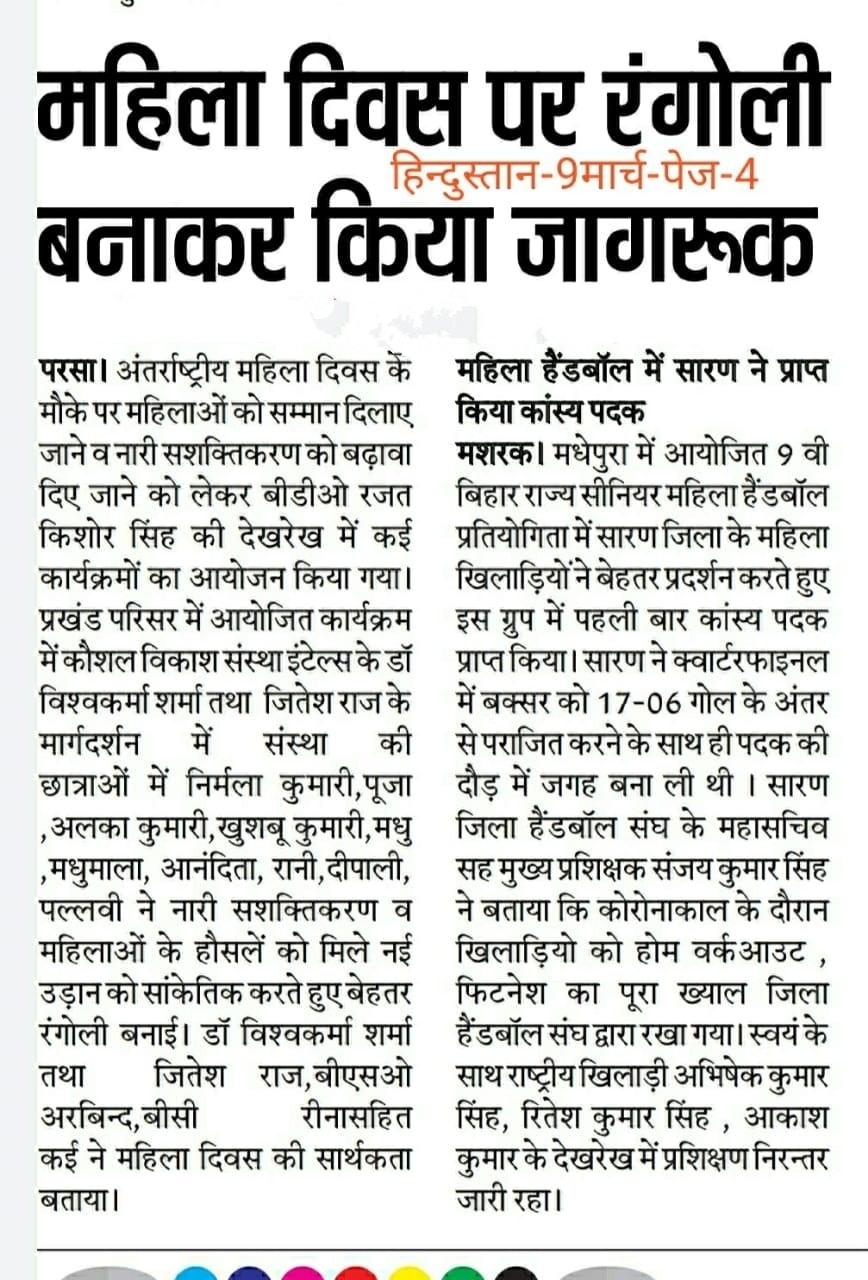 महिला दिवस पर रंगोली
हिन्दुस्तान-9मार्च-पेज-4
बनाकर किया जागरूक
परसा। अंतर्राष्ट्रीय महिला दिवस के
मौके पर महिलाओं को सम्मान दिलाए
जाने व नारी सशक्तिकरण को बढ़ावा
दिए जाने को लेकर बीडीओ रजत
किशोर सिंह की देखरेख में कई
कार्यक्रमों का आयोजन किया गया।
प्रखंड परिसर में आयोजित कार्यक्रम
में कौशल विकाश संस्था इंटेल्स के डॉ
विश्वकर्मा शर्मा तथा जितेश राज के
मार्गदर्शन में संस्था की
छात्राओं में निर्मला कुमारी,पूजा
,अलका कुमारी,खुशबू कुमारी,मधु
,मधुमाला, आनंदिता, रानी,दीपाली,
पल्लवी ने नारी सशक्तिकरण व
महिलाओं के हौसलें को मिले नई
उड़ान को सांकेतिक करते हुए बेहतर
रंगोली बनाई। डॉ विश्वकर्मा शर्मा
तथा जितेश राज,बीएसओ
अरबिन्द,बीसी रीनासहित
कई ने महिला दिवस की सार्थकता
बताया।
महिला हैंडबॉल में सारण ने प्राप्त
किया कांस्य पदक
मशरक। मधेपुरा में आयोजित 9 वी
बिहार राज्य सीनियर महिला हैंडबॉल
प्रतियोगिता में सारण जिला के महिला
खिलाड़ियों ने बेहतर प्रदर्शन करते हुए
इस ग्रुप में पहली बार कांस्य पदक
प्राप्त किया। सारण ने क्वार्टरफाइनल
में बक्सर को 17-06 गोल के अंतर
से पराजित करने के साथ ही पदक की
दौड़ में जगह बना ली थी । सारण
जिला हैंडबॉल संघ के महासचिव
सह मुख्य प्रशिक्षक संजय कुमार सिंह
ने बताया कि कोरोनाकाल के दौरान
खिलाड़ियो को होम वर्कआउट ,
फिटनेश का पूरा ख्याल जिला
हैंडबॉल संघ द्वारा रखा गया। स्वयं के
साथ राष्ट्रीय खिलाड़ी अभिषेक कुमार
सिंह, रितेश कुमार सिंह , आकाश
कुमार के देखरेख में प्रशिक्षण निरन्तर
जारी रहा।